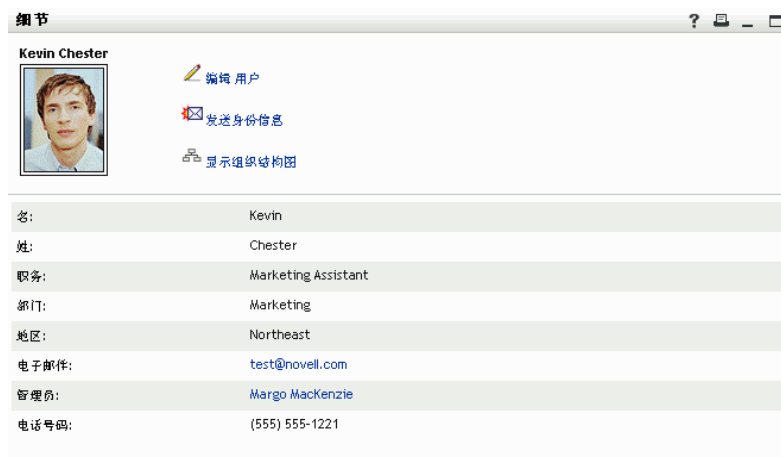 细节
Kevin Chester
编辑 用户
发送身份信息
显示组织结构图
名: Kevin
姓: Chester
职务: Marketing Assistant
部门: Marketing
地区: Northeast
电子邮件: test@novell.com
管理员: Margo MacKenzie
电话号码: (555) 555-1221